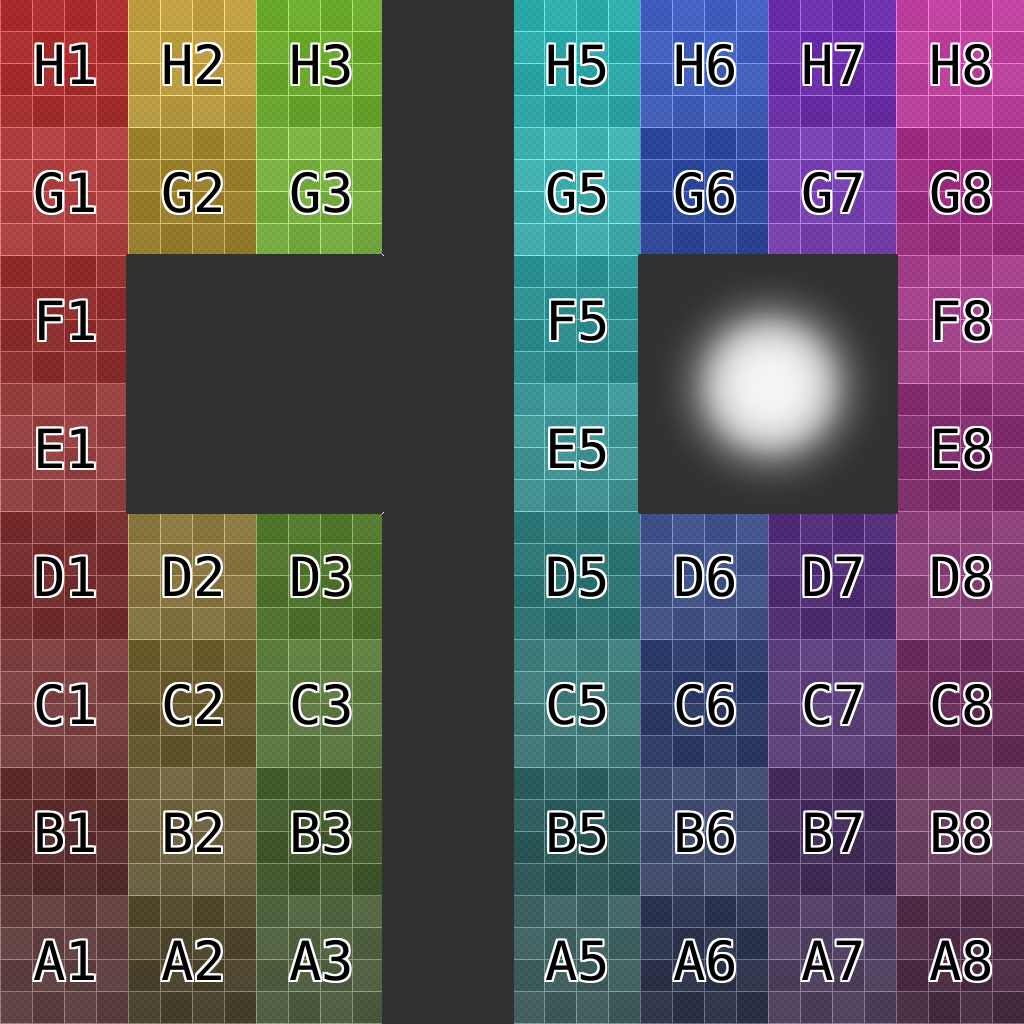 H1 H2 H3 H5 H6 H7 H8
G1 G2 G3 G5 G6 G7 G8
F1 F5 F8
E1 E5 E8
D1 D2 D3 D5 D6 D7 D8
C1 C2 C3 C5 C6 C7 C8
B1 B2 B3 B5 B6 B7 B8
A1 A2 A3 A5 A6 A7 A8